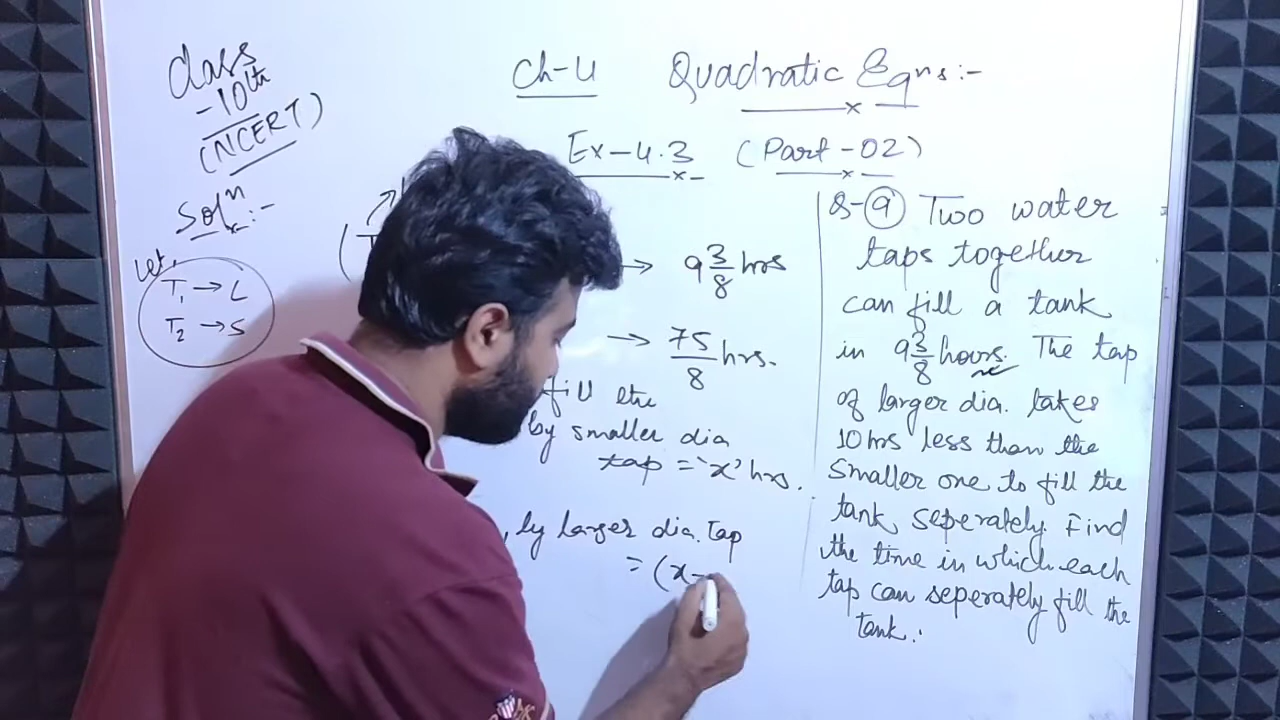 Class
-10th
(NCERT)
Ch-4 Quadratic Eqns:-
Ex-4.3 (Part-02)
Soln:-
Let,
T1 → L
T2 → S
(T
→ 9 3/8 hrs
→ 75/8 hrs.
fill the
by smaller dia
tap = 'x' hrs.
ly larger dia. Tap
= (x-
Q-9 Two water
taps together
can fill a tank
in 9 3/8 hours. The tap
of larger dia. takes
10 hrs less than the
smaller one to fill the
tank seperately. Find
the time in which each
tap can seperately fill the
tank.